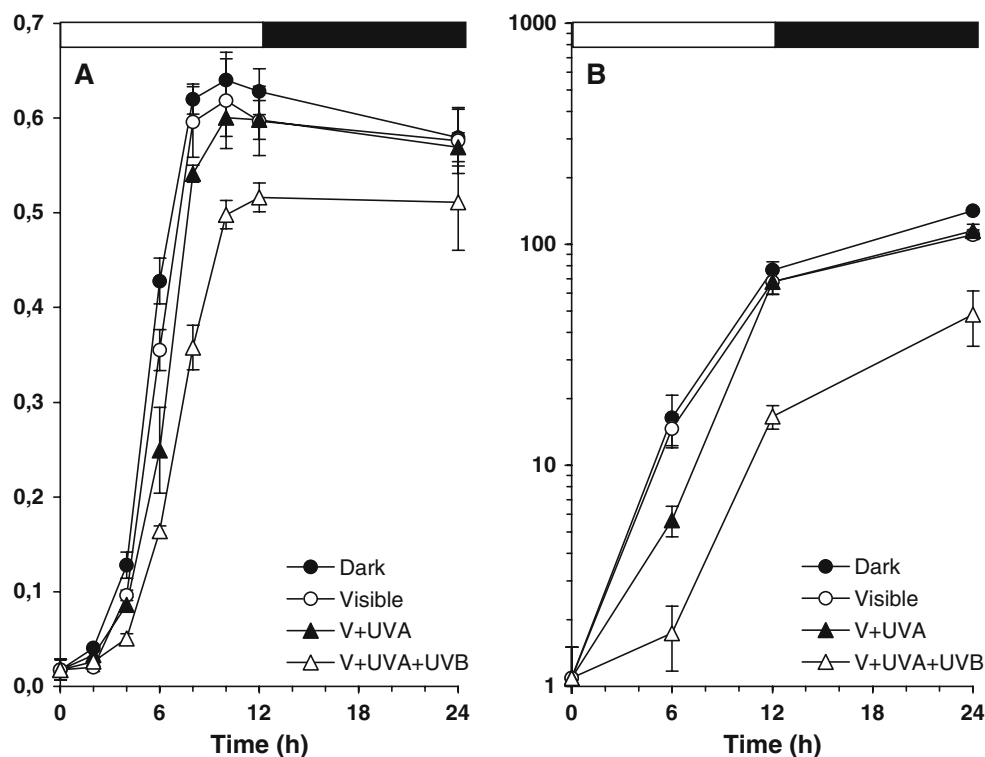 A
0,7
0,6
0,5
0,4
0,3
0,2
0,1
0,0
0 6 12 18 24
Time (h)
Dark
Visible
V+UVA
V+UVA+UVB
B
1000
100
10
1
0 6 12 18 24
Time (h)
Dark
Visible
V+UVA
V+UVA+UVB